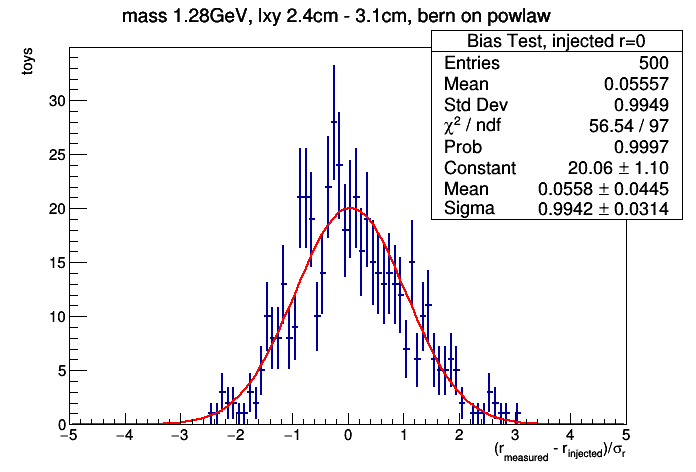 mass 1.28GeV, lxy 2.4cm - 3.1cm, bern on powlaw
Bias Test, injected r=0
Entries 500
Mean 0.05557
Std Dev 0.9949
χ² / ndf 56.54 / 97
Prob 0.9997
Constant 20.06 ± 1.10
Mean 0.0558 ± 0.0445
Sigma 0.9942 ± 0.0314
toys
30
25
20
15
10
5
0
−5 −4 −3 −2 −1 0 1 2 3 4 5
(r_measured - r_injected)/σ_r